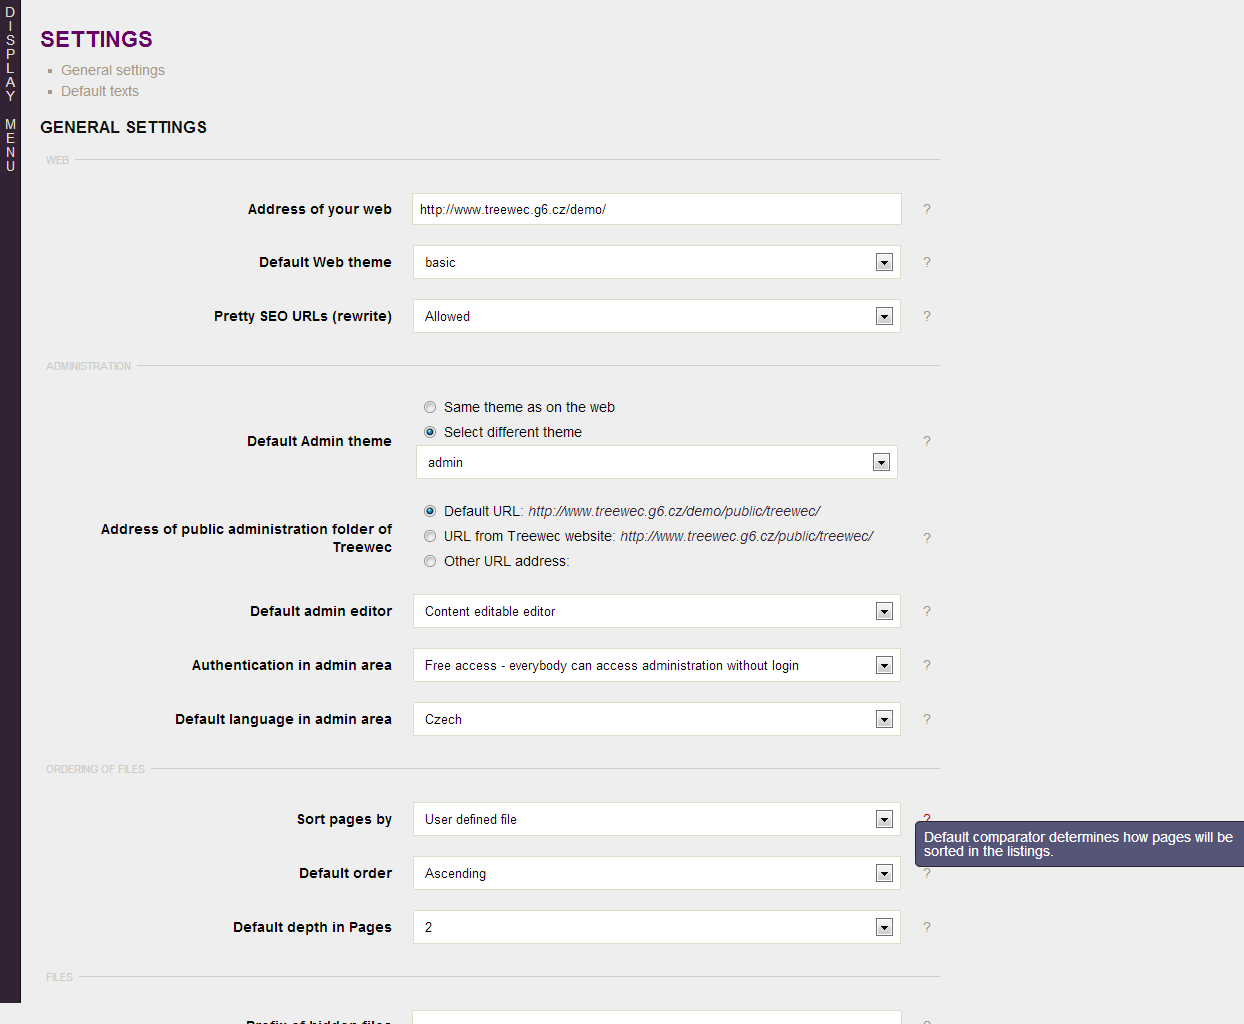 DISPLAY MENU
SETTINGS
General settings
Default texts
GENERAL SETTINGS
WEB
Address of your web
http://www.treewec.g6.cz/demo/
?
Default Web theme
basic
?
Pretty SEO URLs (rewrite)
Allowed
?
ADMINISTRATION
Same theme as on the web
Select different theme
Default Admin theme
?
admin
Default URL: http://www.treewec.g6.cz/demo/public/treewec/
Address of public administration folder of
Treewec
URL from Treewec website: http://www.treewec.g6.cz/public/treewec/
?
Other URL address:
Default admin editor
Content editable editor
?
Authentication in admin area
Free access - everybody can access administration without login
?
Default language in admin area
Czech
?
ORDERING OF FILES
Sort pages by
User defined file
?
Default comparator determines how pages will be
sorted in the listings.
Default order
Ascending
?
Default depth in Pages
2
?
FILES
Prefix of hidden files
?